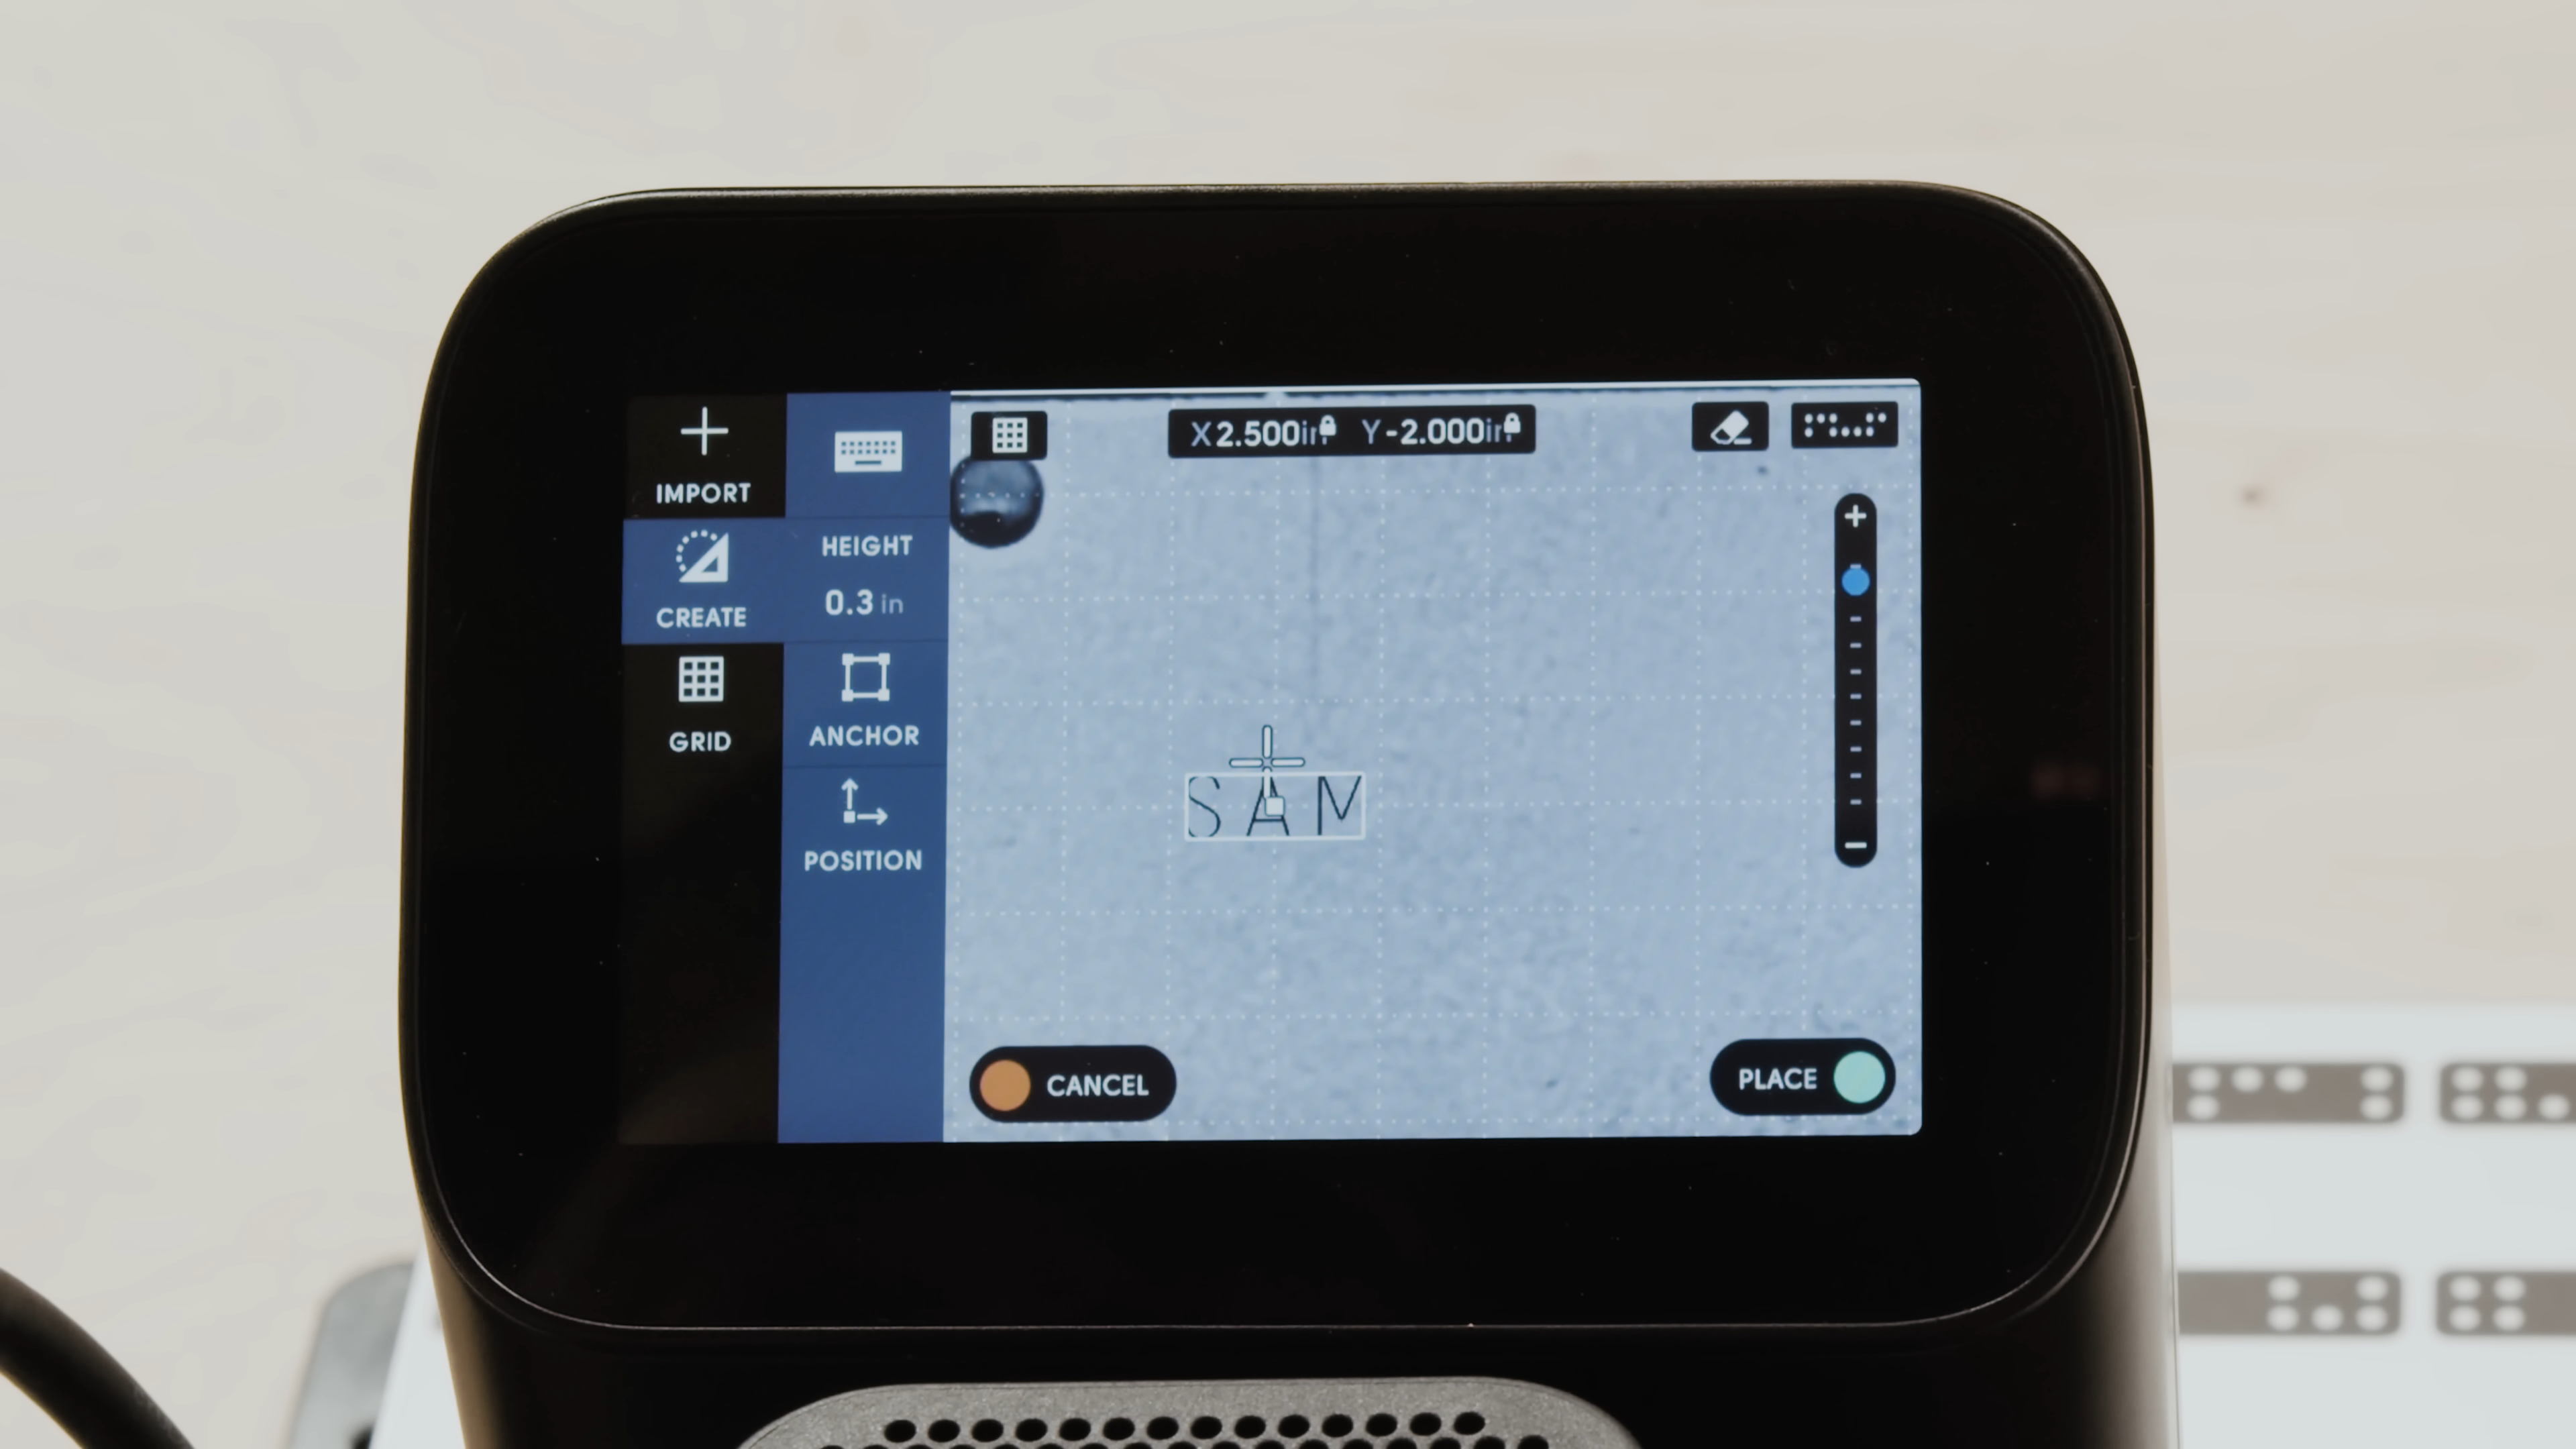 IMPORT
CREATE
GRID
HEIGHT
0.3 in
ANCHOR
POSITION
X 2.500in Y -2.000in
SAM
CANCEL
PLACE